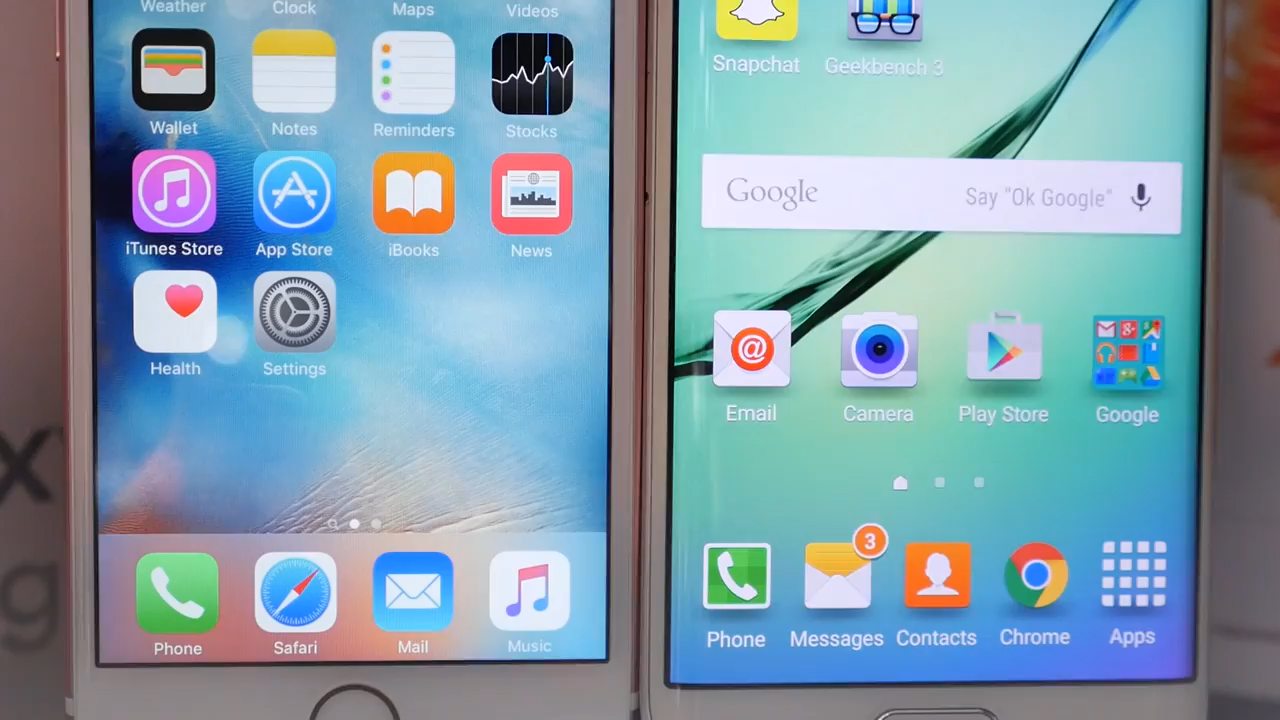 Weather Clock Maps Videos
Wallet Notes Reminders Stocks
iTunes Store App Store iBooks News
Health Settings
Phone Safari Mail Music
Snapchat Geekbench 3
Google Say "Ok Google"
@
Email Camera Play Store Google
3
Phone Messages Contacts Chrome Apps
x
g